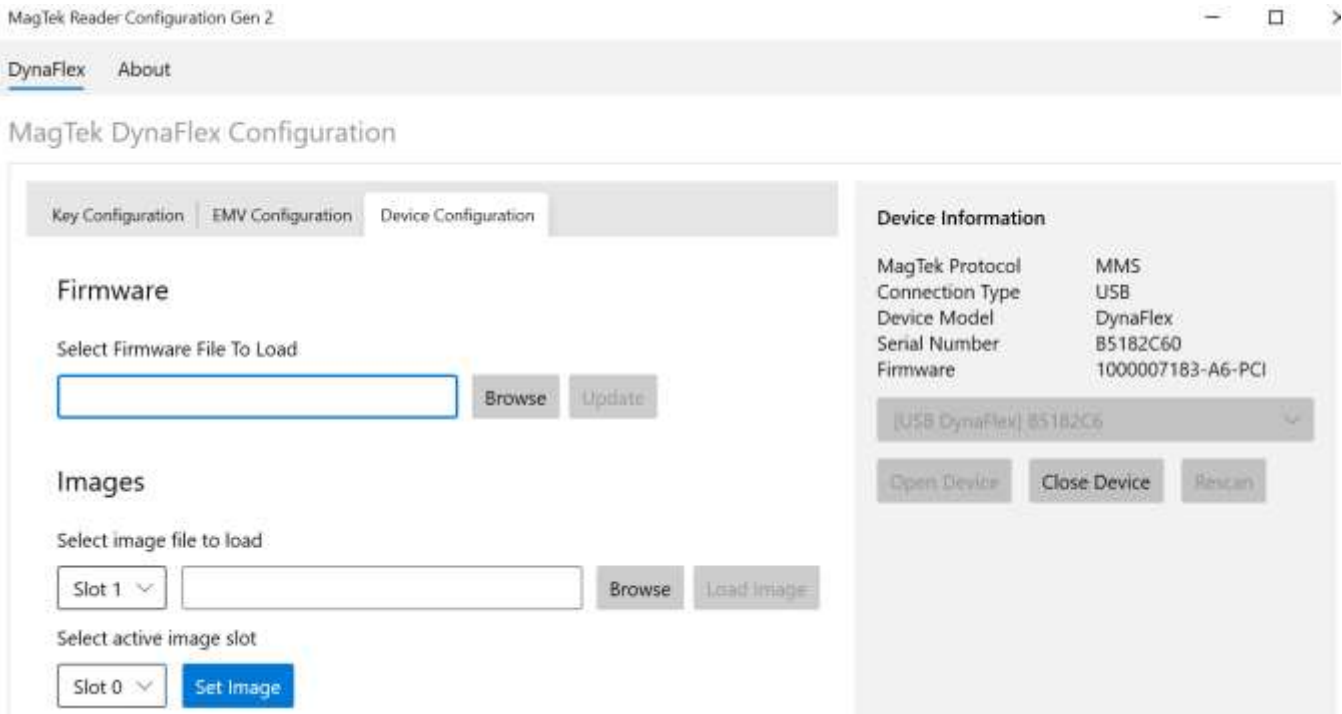 MagTek Reader Configuration Gen 2
DynaFlex About
MagTek DynaFlex Configuration
Key Configuration EMV Configuration Device Configuration
Firmware
Select Firmware File To Load
Browse Update
Images
Select image file to load
Slot 1 Browse Load Image
Select active image slot
Slot 0 Set Image
Device Information
MagTek Protocol MMS
Connection Type USB
Device Model DynaFlex
Serial Number B5182C60
Firmware 1000007183-A6-PCI
[USB DynaFlex] B5182C6
Open Device Close Device Rescan